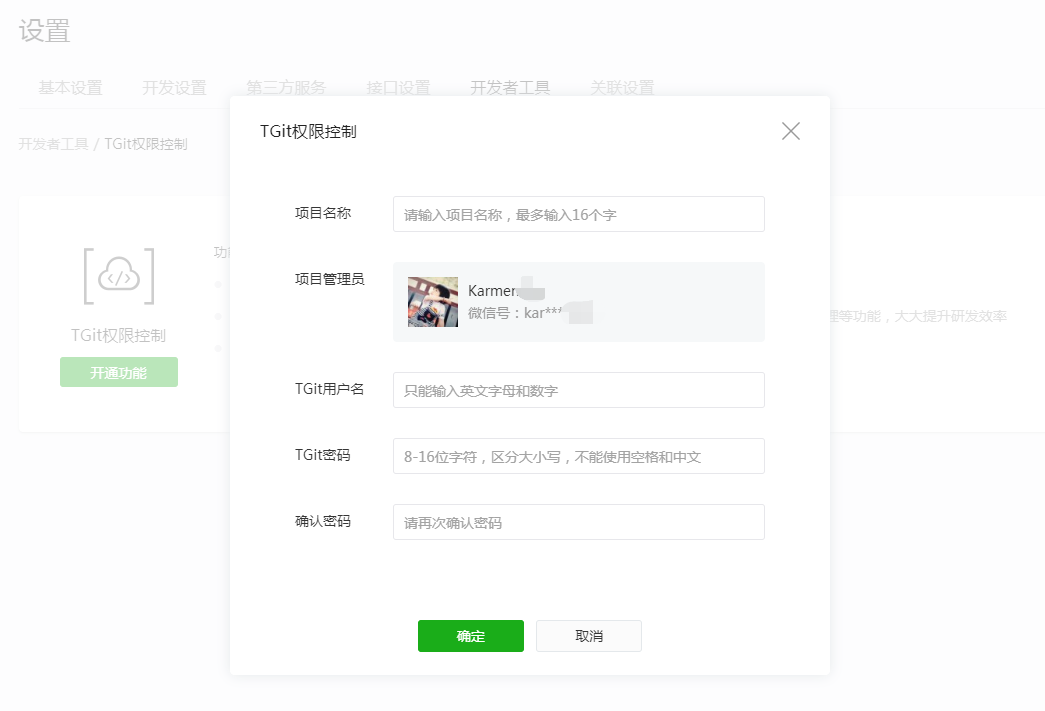 设置
基本设置 开发设置 第三方服务 接口设置 开发者工具 关联设置
开发者工具 / TGit权限控制
TGit权限控制
开通功能
理等功能，大大提升研发效率
TGit权限控制
项目名称 请输入项目名称，最多输入16个字
项目管理员 Karmen
微信号：kar***
TGit用户名 只能输入英文字母和数字
TGit密码 8-16位字符，区分大小写，不能使用空格和中文
确认密码 请再次确认密码
确定 取消